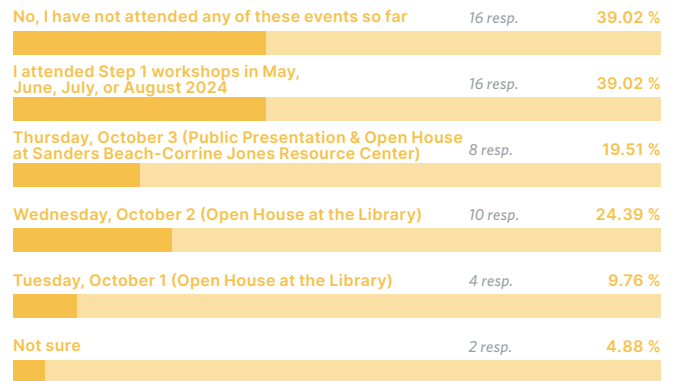 No, I have not attended any of these events so far 16 resp. 39.02 %
I attended Step 1 workshops in May,
June, July, or August 2024 16 resp. 39.02 %
Thursday, October 3 (Public Presentation & Open House
at Sanders Beach-Corrine Jones Resource Center) 8 resp. 19.51 %
Wednesday, October 2 (Open House at the Library) 10 resp. 24.39 %
Tuesday, October 1 (Open House at the Library) 4 resp. 9.76 %
Not sure 2 resp. 4.88 %